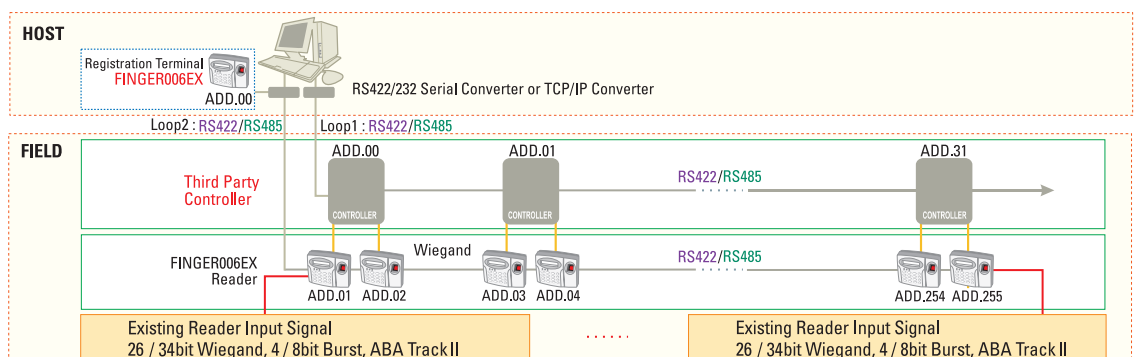 HOST
Registration Terminal
FINGER006EX
ADD.00
RS422/232 Serial Converter or TCP/IP Converter
Loop2 : RS422/RS485
Loop1 : RS422/RS485
FIELD
ADD.00
ADD.01
ADD.31
Third Party
Controller
RS422/RS485
CONTROLLER
CONTROLLER
CONTROLLER
Wiegand
RS422/RS485
FINGER006EX
Reader
ADD.01
ADD.02
ADD.03
ADD.04
ADD.254
ADD.255
Existing Reader Input Signal
26 / 34bit Wiegand, 4 / 8bit Burst, ABA Track II
Existing Reader Input Signal
26 / 34bit Wiegand, 4 / 8bit Burst, ABA Track II